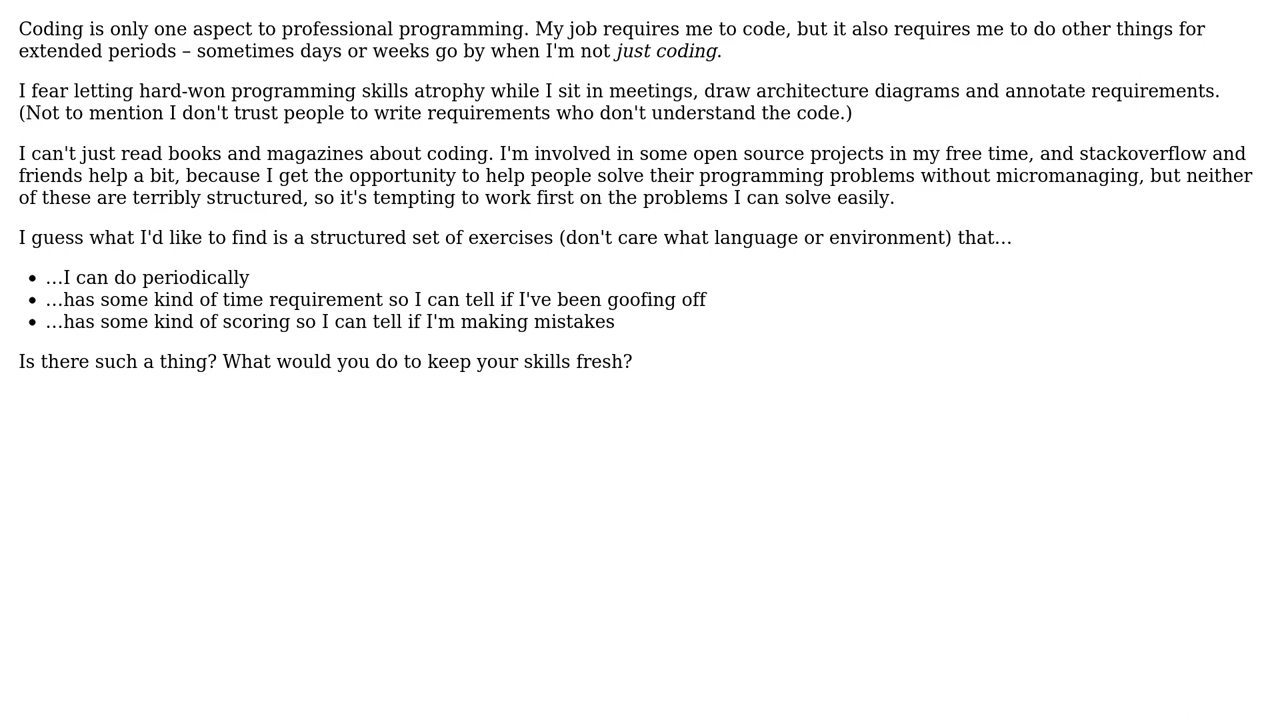 Coding is only one aspect to professional programming. My job requires me to code, but it also requires me to do other things for
extended periods – sometimes days or weeks go by when I'm not just coding.
I fear letting hard-won programming skills atrophy while I sit in meetings, draw architecture diagrams and annotate requirements.
(Not to mention I don't trust people to write requirements who don't understand the code.)
I can't just read books and magazines about coding. I'm involved in some open source projects in my free time, and stackoverflow and
friends help a bit, because I get the opportunity to help people solve their programming problems without micromanaging, but neither
of these are terribly structured, so it's tempting to work first on the problems I can solve easily.
I guess what I'd like to find is a structured set of exercises (don't care what language or environment) that…
• …I can do periodically
• …has some kind of time requirement so I can tell if I've been goofing off
• …has some kind of scoring so I can tell if I'm making mistakes
Is there such a thing? What would you do to keep your skills fresh?